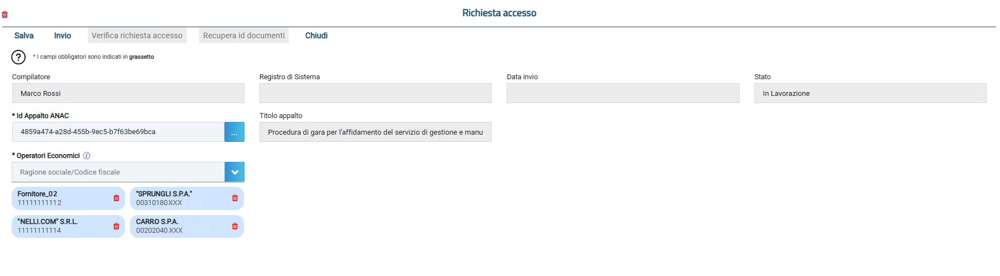 Richiesta accesso
Salva Invio Verifica richiesta accesso Recupera id documenti Chiudi
? * I campi obbligatori sono indicati in grassetto
Compilatore Registro di Sistema Data invio Stato
Marco Rossi In Lavorazione
* Id Appalto ANAC Titolo appalto
4859a474-a28d-455b-9ec5-b7f63be69bca ... Procedura di gara per l'affidamento del servizio di gestione e manu
* Operatori Economici i
Ragione sociale/Codice fiscale
Fornitore_02 "SPRUNGLI S.P.A."
11111111112 00310180XXX
"NELLI.COM" S.R.L. CARRO S.P.A.
11111111114 00202040 XXX